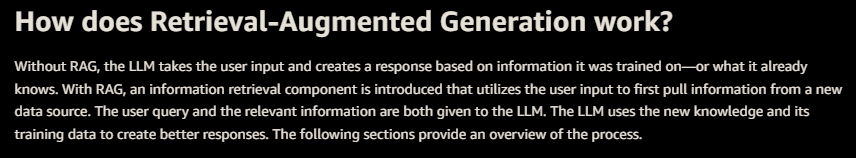 How does Retrieval-Augmented Generation work?
Without RAG, the LLM takes the user input and creates a response based on information it was trained on—or what it already
knows. With RAG, an information retrieval component is introduced that utilizes the user input to first pull information from a new
data source. The user query and the relevant information are both given to the LLM. The LLM uses the new knowledge and its
training data to create better responses. The following sections provide an overview of the process.